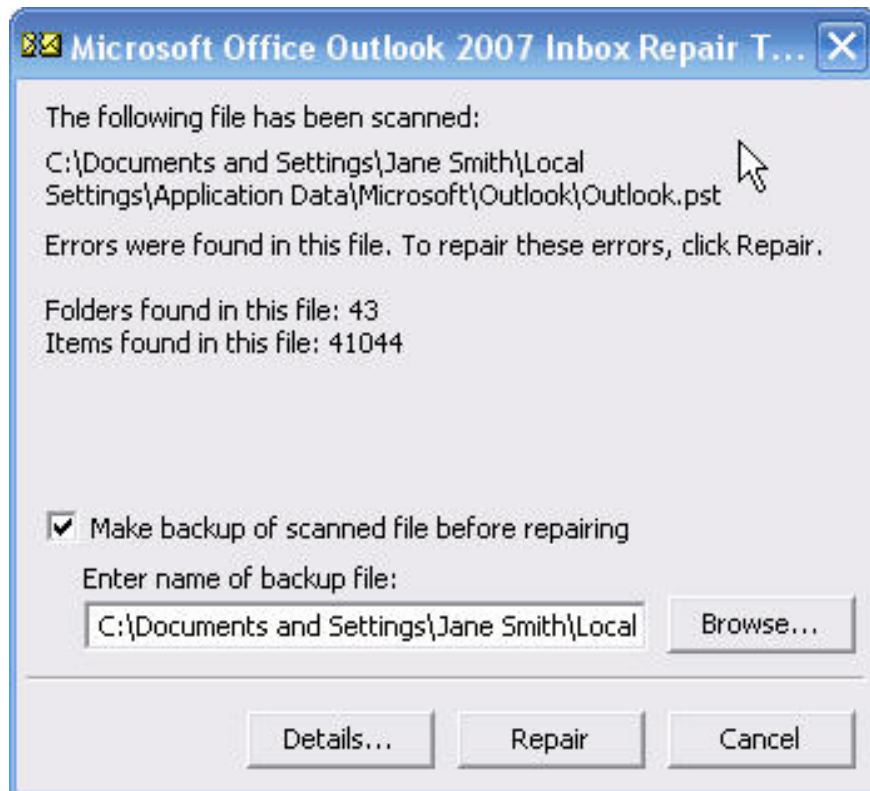 Microsoft Office Outlook 2007 Inbox Repair T...
The following file has been scanned:
C:\Documents and Settings\Jane Smith\Local
Settings\Application Data\Microsoft\Outlook\Outlook.pst
Errors were found in this file. To repair these errors, click Repair.
Folders found in this file: 43
Items found in this file: 41044
Make backup of scanned file before repairing
Enter name of backup file:
C:\Documents and Settings\Jane Smith\Local
Browse...
Details...
Repair
Cancel